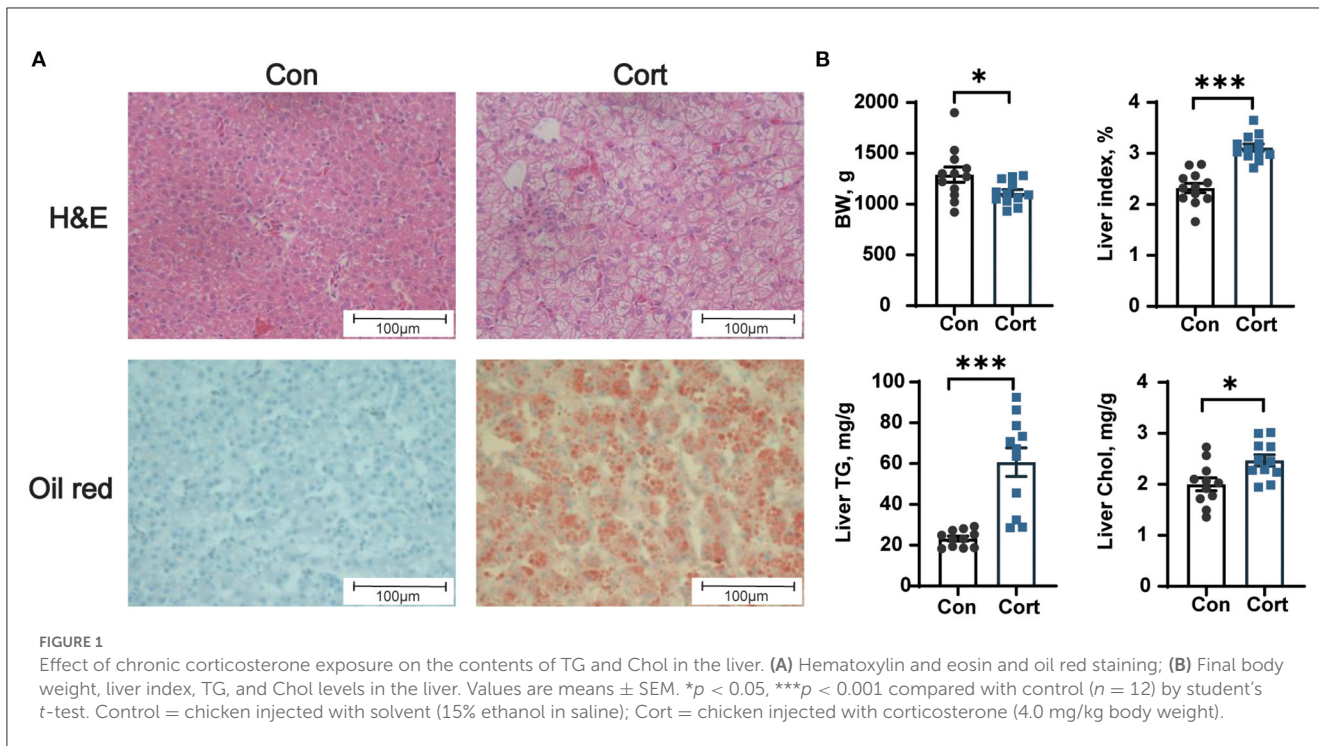 A
Con
Cort
H&E
100µm
100µm
Oil red
100µm
100µm
B
*
2000
1500
1000
500
0
BW, g
Con
Cort
***
4
3
2
1
0
Liver index, %
Con
Cort
***
100
80
60
40
20
0
Liver TG, mg/g
Con
Cort
*
4
3
2
1
0
Liver Chol, mg/g
Con
Cort
FIGURE 1
Effect of chronic corticosterone exposure on the contents of TG and Chol in the liver. (A) Hematoxylin and eosin and oil red staining; (B) Final body
weight, liver index, TG, and Chol levels in the liver. Values are means ± SEM. *p < 0.05, ***p < 0.001 compared with control (n = 12) by student's
t-test. Control = chicken injected with solvent (15% ethanol in saline); Cort = chicken injected with corticosterone (4.0 mg/kg body weight).